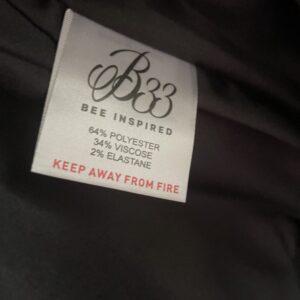 B33
BEE INSPIRED
64% POLYESTER
34% VISCOSE
2% ELASTANE
KEEP AWAY FROM FIRE